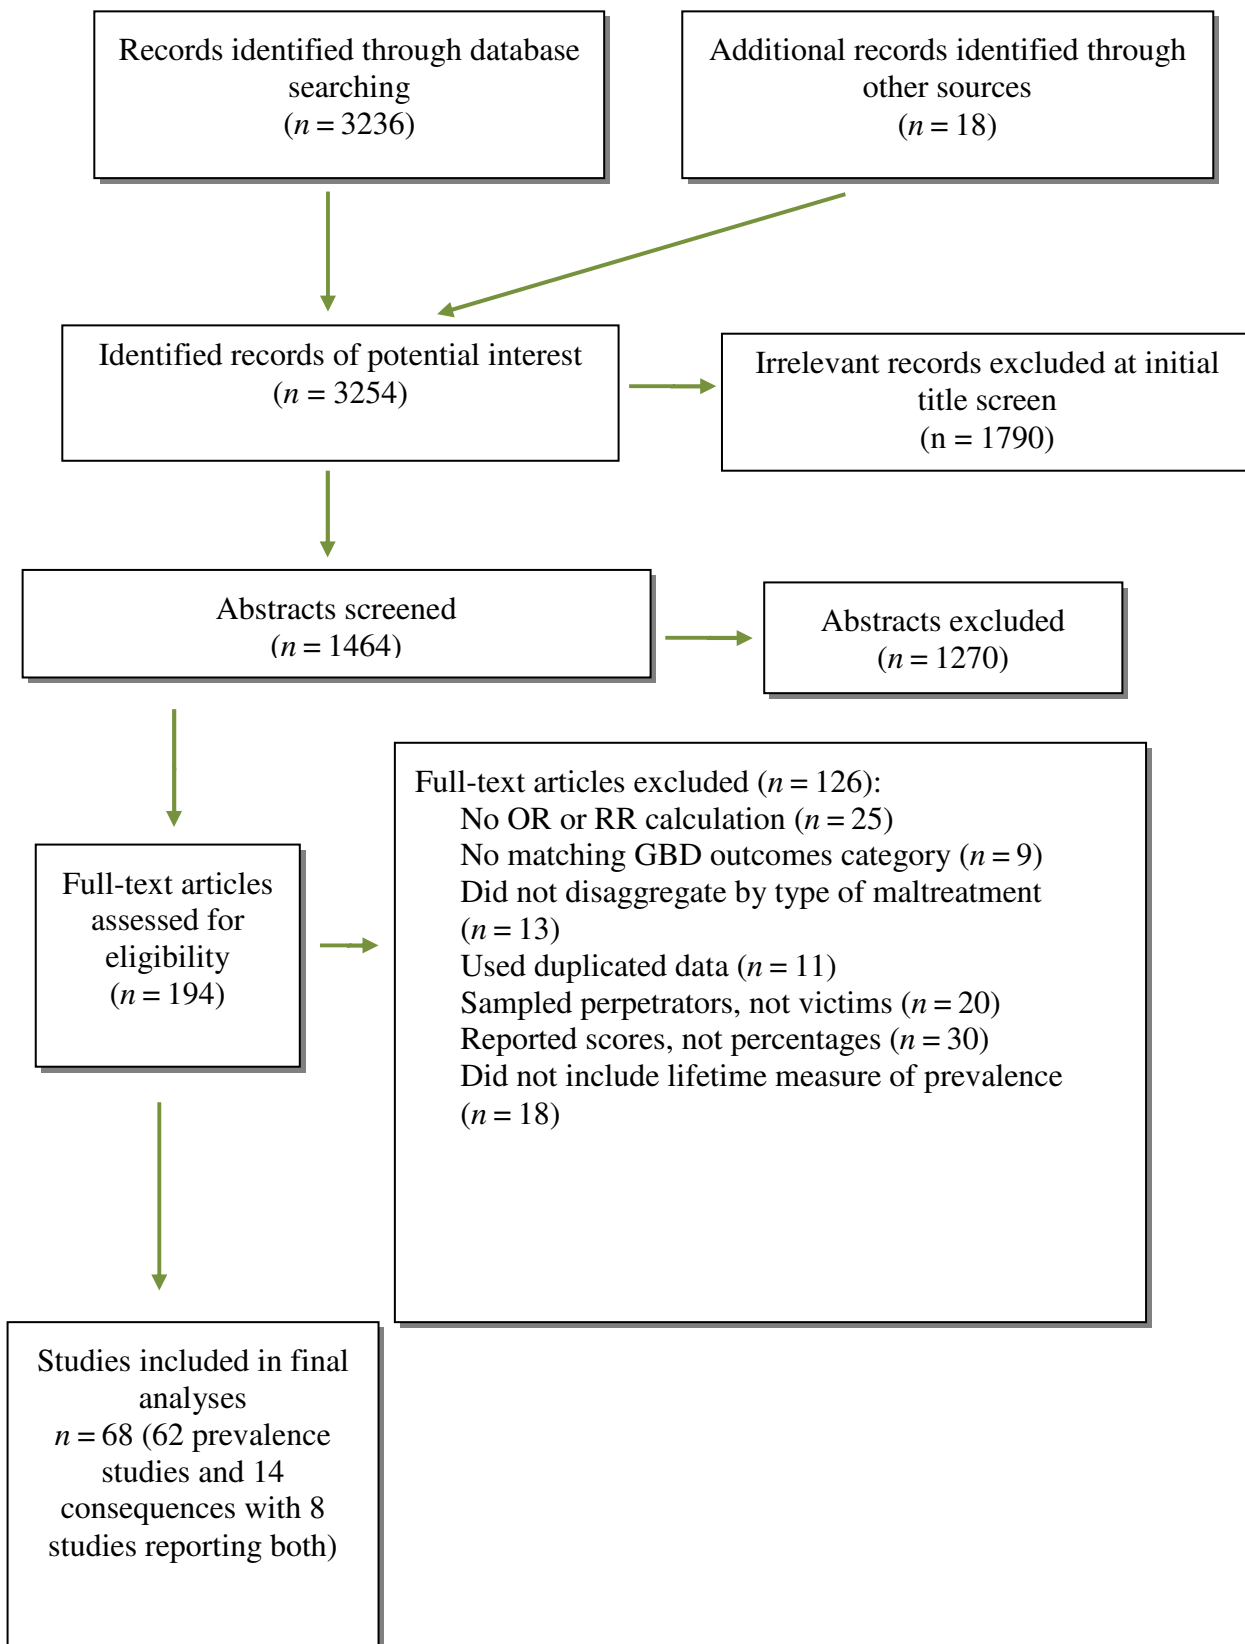 Records identified through database
searching
(n = 3236)
Additional records identified through
other sources
(n = 18)
Identified records of potential interest
(n = 3254)
Irrelevant records excluded at initial
title screen
(n = 1790)
Abstracts screened
(n = 1464)
Abstracts excluded
(n = 1270)
Full-text articles
assessed for
eligibility
(n = 194)
Full-text articles excluded (n = 126):
No OR or RR calculation (n = 25)
No matching GBD outcomes category (n = 9)
Did not disaggregate by type of maltreatment
(n = 13)
Used duplicated data (n = 11)
Sampled perpetrators, not victims (n = 20)
Reported scores, not percentages (n = 30)
Did not include lifetime measure of prevalence
(n = 18)
Studies included in final
analyses
n = 68 (62 prevalence
studies and 14
consequences with 8
studies reporting both)